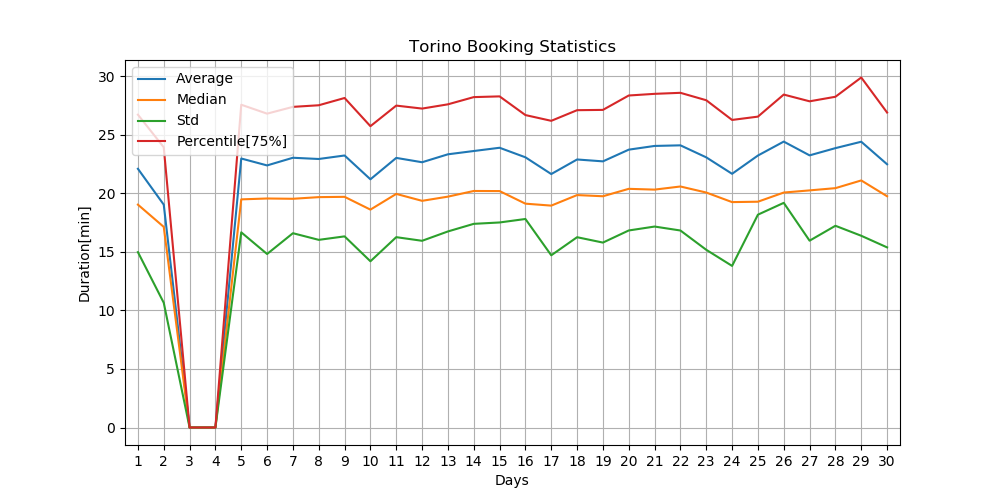 Torino Booking Statistics
Average
Median
Std
Percentile[75%]
Duration[min]
30
25
20
15
10
5
0
1 2 3 4 5 6 7 8 9 10 11 12 13 14 15 16 17 18 19 20 21 22 23 24 25 26 27 28 29 30
Days